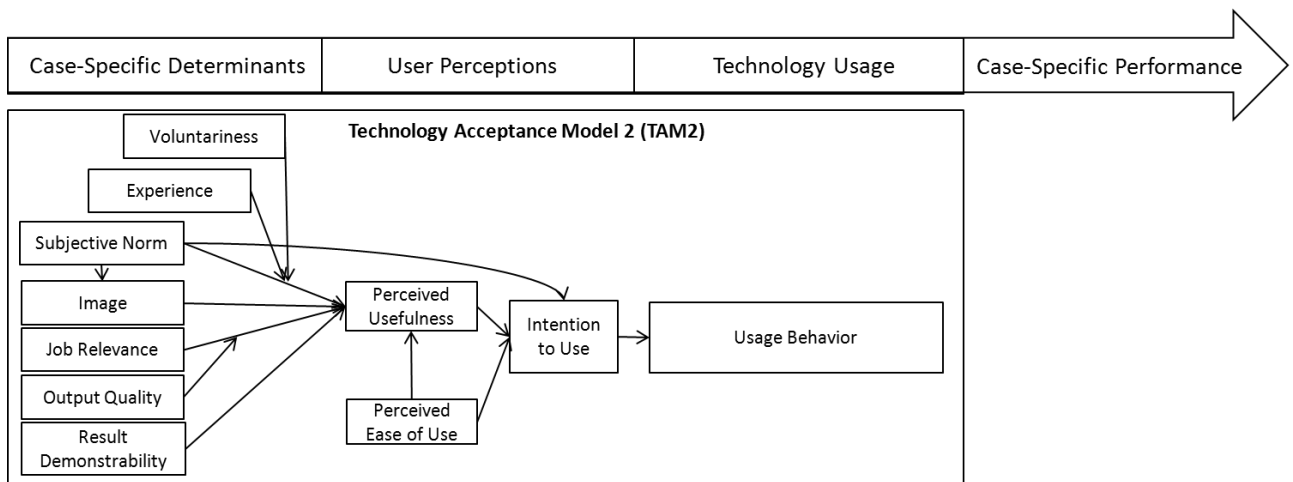 Case-Specific Determinants
User Perceptions
Technology Usage
Case-Specific Performance
Technology Acceptance Model 2 (TAM2)
Voluntariness
Experience
Subjective Norm
Image
Job Relevance
Output Quality
Result
Demonstrability
Perceived
Usefulness
Perceived
Ease of Use
Intention
to Use
Usage Behavior